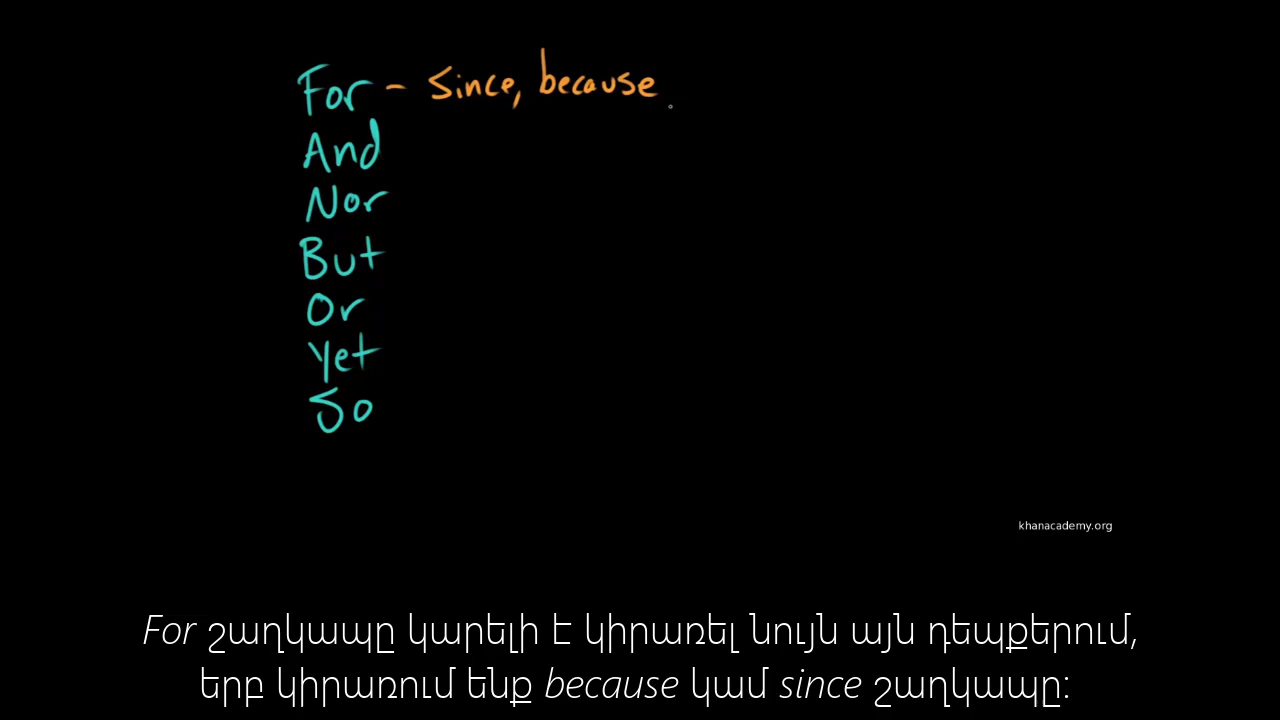 For - since, because
And
Nor
But
Or
Yet
So
khanacademy.org
For շաղկապը կարելի է կիրառել նույն այն դեպքերում,
երբ կիրառում ենք because կամ since շաղկապը: